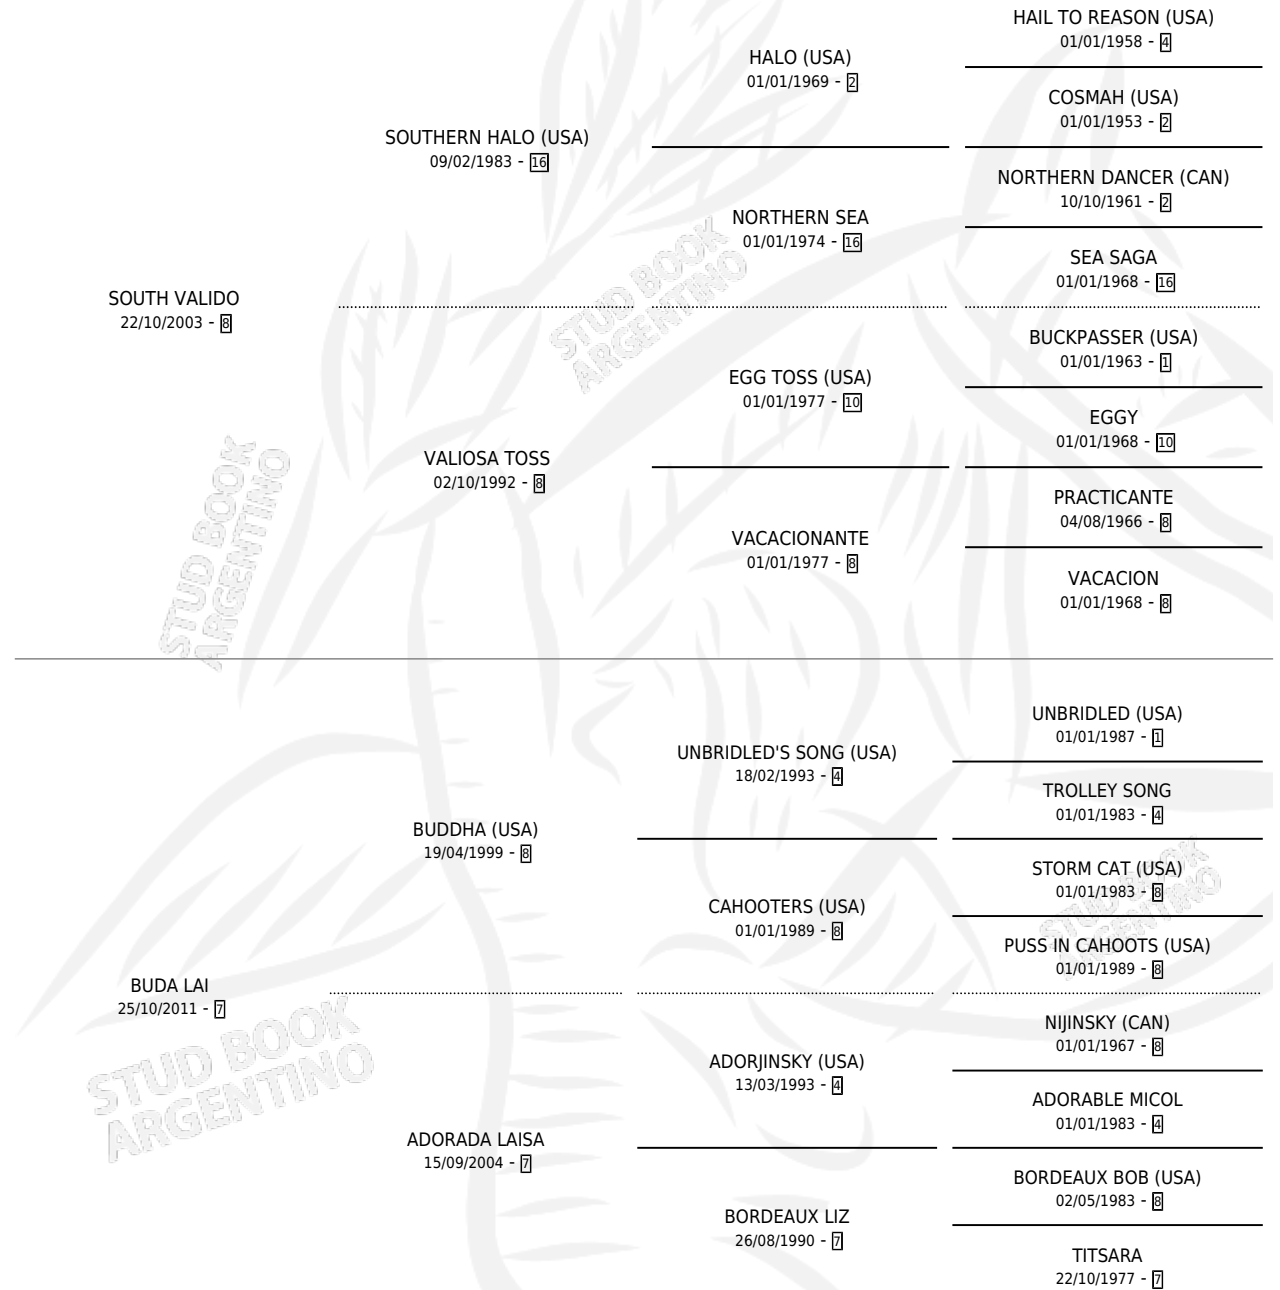 HAIL TO REASON (USA)
01/01/1958 - 4
HALO (USA)
01/01/1969 - 2
COSMAH (USA)
01/01/1953 - 2
SOUTHERN HALO (USA)
09/02/1983 - 16
NORTHERN DANCER (CAN)
10/10/1961 - 2
NORTHERN SEA
01/01/1974 - 16
SEA SAGA
01/01/1968 - 16
SOUTH VALIDO
22/10/2003 - 8
STUD BOOK
ARGENTINO
BUCKPASSER (USA)
01/01/1963 - 1
EGG TOSS (USA)
01/01/1977 - 10
EGGY
01/01/1968 - 10
VALIOSA TOSS
02/10/1992 - 8
PRACTICANTE
04/08/1966 - 8
VACACIONANTE
01/01/1977 - 8
VACACION
01/01/1968 - 8
STUD BOOK
ARGENTINO
UNBRIDLED (USA)
01/01/1987 - 1
UNBRIDLED'S SONG (USA)
18/02/1993 - 4
TROLLEY SONG
01/01/1983 - 4
BUDDHA (USA)
19/04/1999 - 8
STORM CAT (USA)
01/01/1983 - 8
CAHOOTERS (USA)
01/01/1989 - 8
STUD BOOK
ARGENTINO
PUSS IN CAHOOTS (USA)
01/01/1989 - 8
BUDA LAI
25/10/2011 - 7
STUD BOOK
ARGENTINO
NIJINSKY (CAN)
01/01/1967 - 8
ADORJINSKY (USA)
13/03/1993 - 4
ADORABLE MICOL
01/01/1983 - 4
ADORADA LAISA
15/09/2004 - 7
BORDEAUX BOB (USA)
02/05/1983 - 8
BORDEAUX LIZ
26/08/1990 - 7
TITSARA
22/10/1977 - 7